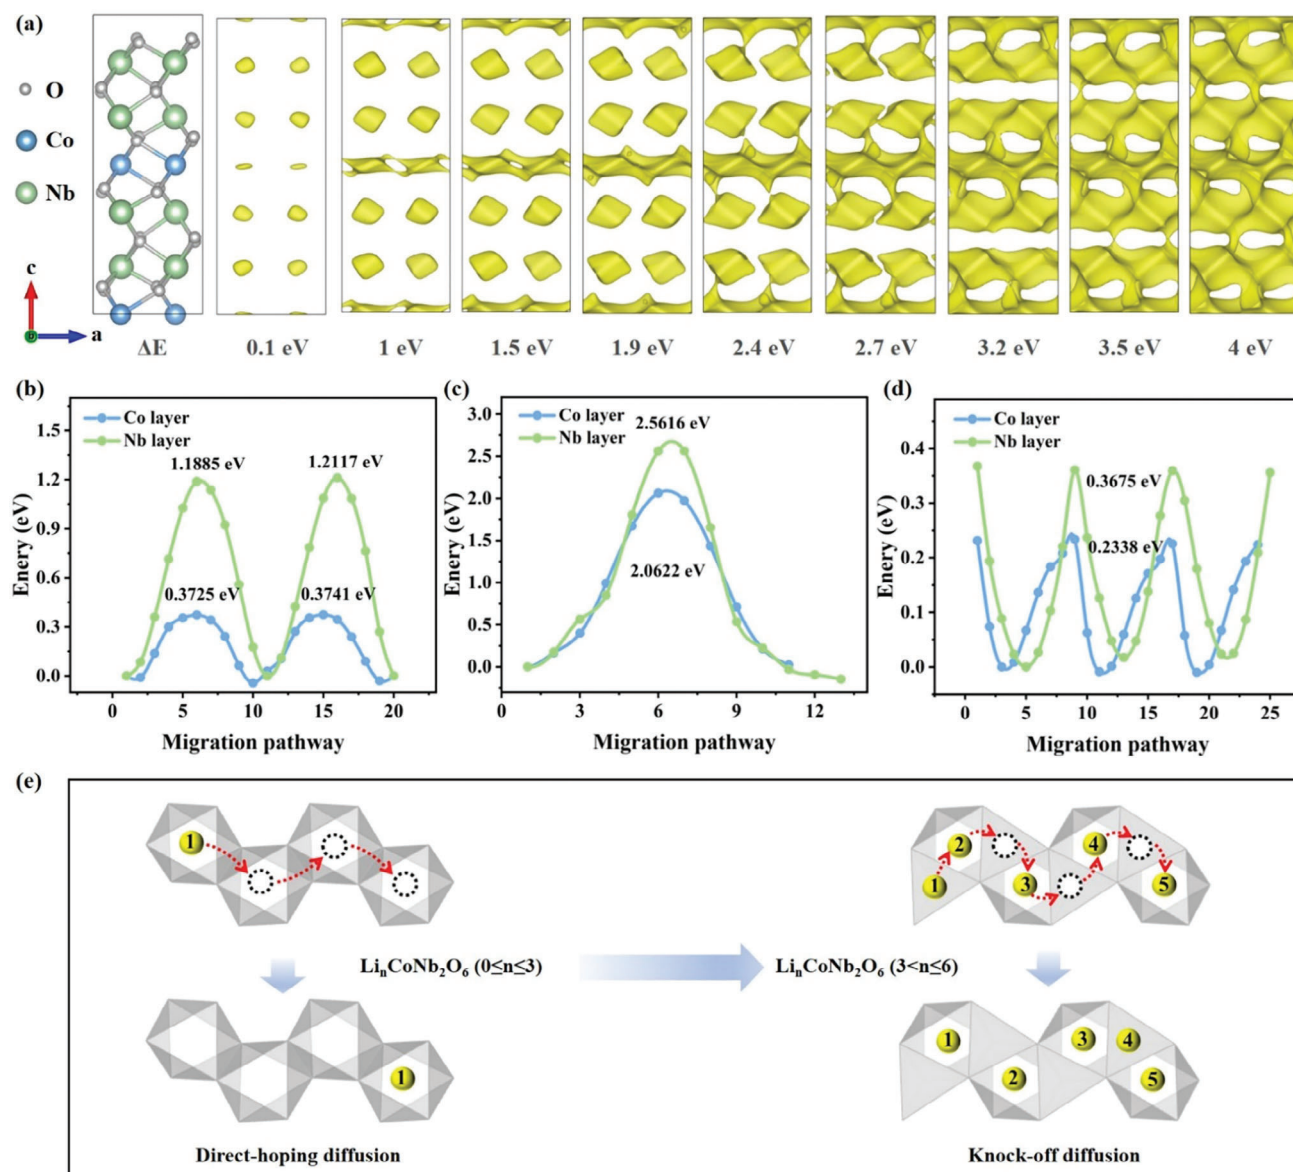 (a)
O
Co
Nb
c
b
a
ΔE
0.1 eV
1 eV
1.5 eV
1.9 eV
2.4 eV
2.7 eV
3.2 eV
3.5 eV
4 eV
(b)
Co layer
Nb layer
1.1885 eV
1.2117 eV
0.3725 eV
0.3741 eV
1.5
1.2
0.9
0.6
0.3
0.0
Enery (eV)
0 5 10 15 20
Migration pathway
(c)
Co layer
Nb layer
2.5616 eV
2.0622 eV
3.0
2.5
2.0
1.5
1.0
0.5
0.0
Enery (eV)
0 3 6 9 12
Migration pathway
(d)
Co layer
Nb layer
0.3675 eV
0.2338 eV
0.4
0.3
0.2
0.1
0.0
Enery (eV)
0 5 10 15 20 25
Migration pathway
(e)
1
1 2 3 4 5
LiₙCoNb₂O₆ (0≤n≤3)
LiₙCoNb₂O₆ (3<n≤6)
1
1 2 3 4 5
Direct-hoping diffusion
Knock-off diffusion